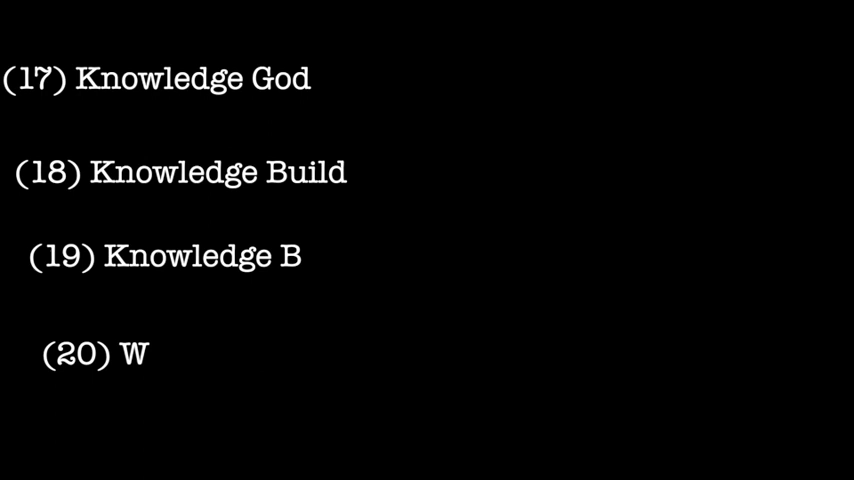 (17) Knowledge God
(18) Knowledge Build
(19) Knowledge B
(20) W